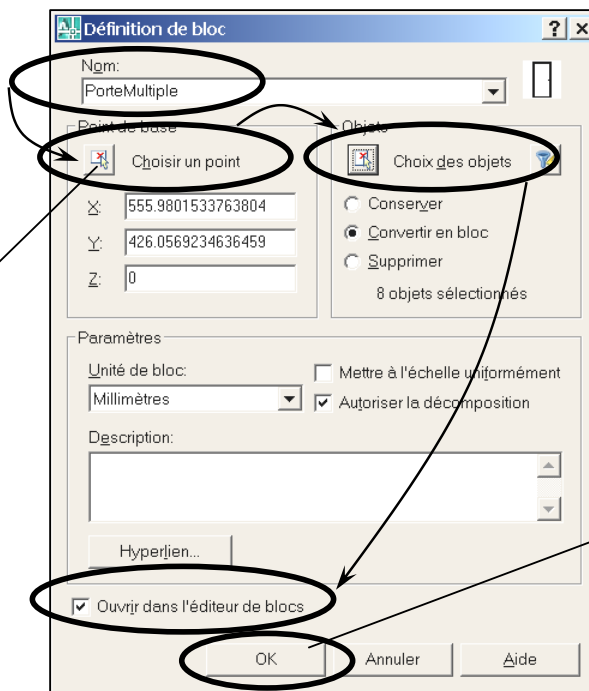 Définition de bloc
Nom:
PorteMultiple
Point de base
Choisir un point
X: 555.9801533763804
Y: 426.0569234636459
Z: 0
Objets
Choix des objets
Conserver
Convertir en bloc
Supprimer
8 objets sélectionnés
Paramètres
Unité de bloc:
Millimètres
Mettre à l'échelle uniformément
Autoriser la décomposition
Description:
Hyperlien...
Ouvrir dans l'éditeur de blocs
OK
Annuler
Aide